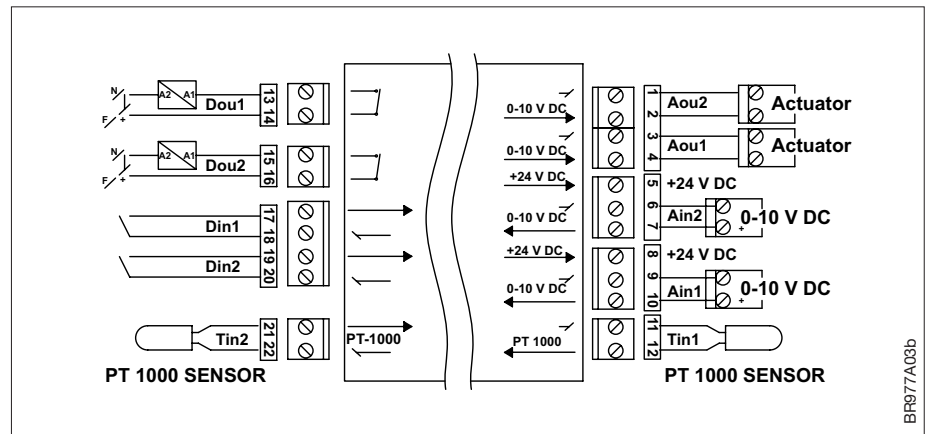 N
A2 A1
Dou1
F +
13
14
N
A2 A1
Dou2
F +
15
16
Din1
17
18
Din2
19
20
Tin2
21
22
PT-1000
PT 1000 SENSOR
0-10 V DC
1
2
Aou2
Actuator
0-10 V DC
3
4
Aou1
Actuator
+24 V DC
5
+24 V DC
0-10 V DC
6
7
Ain2
0-10 V DC
+
+24 V DC
8
+24 V DC
0-10 V DC
9
10
Ain1
0-10 V DC
+
PT 1000
11
12
Tin1
PT 1000 SENSOR
BR977A03b